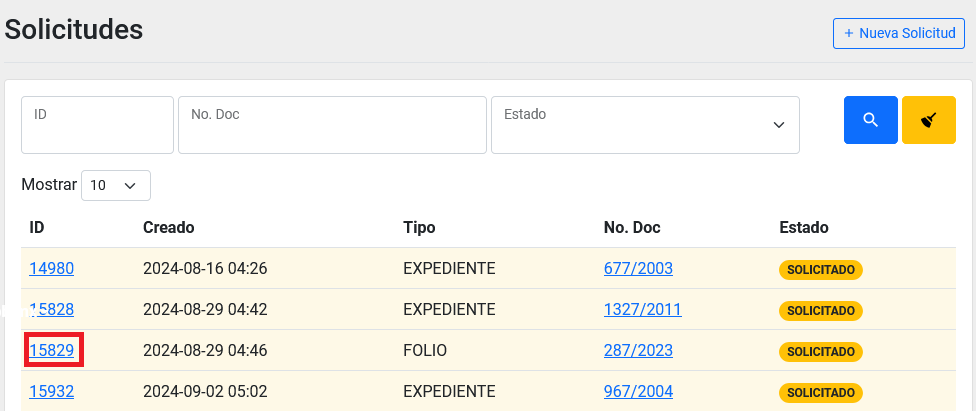 Solicitudes
+ Nueva Solicitud
ID
No. Doc
Estado
Mostrar 10
ID Creado Tipo No. Doc Estado
14980 2024-08-16 04:26 EXPEDIENTE 677/2003 SOLICITADO
15828 2024-08-29 04:42 EXPEDIENTE 1327/2011 SOLICITADO
15829 2024-08-29 04:46 FOLIO 287/2023 SOLICITADO
15932 2024-09-02 05:02 EXPEDIENTE 967/2004 SOLICITADO